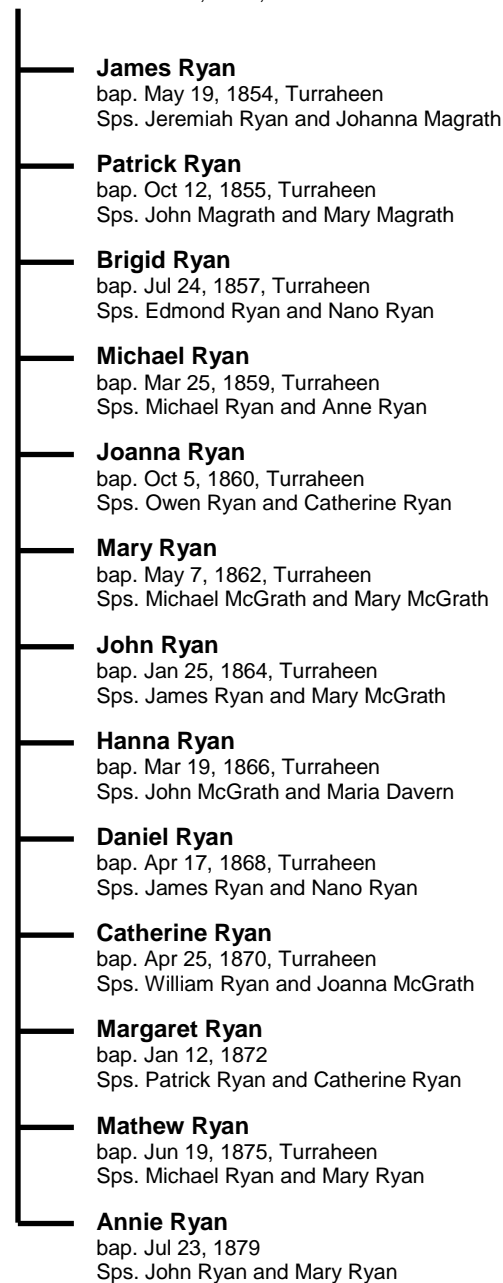 James Ryan
bap. May 19, 1854, Turraheen
Sps. Jeremiah Ryan and Johanna Magrath
Patrick Ryan
bap. Oct 12, 1855, Turraheen
Sps. John Magrath and Mary Magrath
Brigid Ryan
bap. Jul 24, 1857, Turraheen
Sps. Edmond Ryan and Nano Ryan
Michael Ryan
bap. Mar 25, 1859, Turraheen
Sps. Michael Ryan and Anne Ryan
Joanna Ryan
bap. Oct 5, 1860, Turraheen
Sps. Owen Ryan and Catherine Ryan
Mary Ryan
bap. May 7, 1862, Turraheen
Sps. Michael McGrath and Mary McGrath
John Ryan
bap. Jan 25, 1864, Turraheen
Sps. James Ryan and Mary McGrath
Hanna Ryan
bap. Mar 19, 1866, Turraheen
Sps. John McGrath and Maria Davern
Daniel Ryan
bap. Apr 17, 1868, Turraheen
Sps. James Ryan and Nano Ryan
Catherine Ryan
bap. Apr 25, 1870, Turraheen
Sps. William Ryan and Joanna McGrath
Margaret Ryan
bap. Jan 12, 1872
Sps. Patrick Ryan and Catherine Ryan
Mathew Ryan
bap. Jun 19, 1875, Turraheen
Sps. Michael Ryan and Mary Ryan
Annie Ryan
bap. Jul 23, 1879
Sps. John Ryan and Mary Ryan